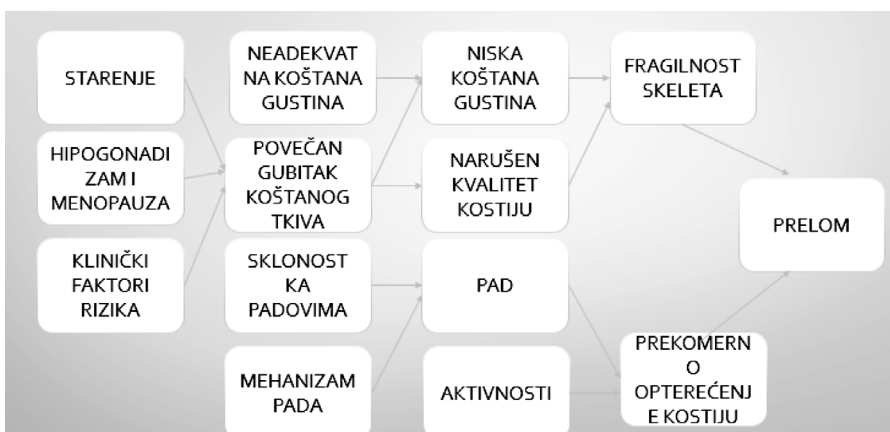 STARENJE
HIPOGONADI
ZAM I
MENOPAUZA
KLINIČKI
FAKTORI
RIZIKA
NEADEKVAT
NA KOŠTANA
GUSTINA
POVEČAN
GUBITAK
KOŠTANOG
TKIVA
SKLONOST
KA
PADOVIMA
MEHANIZAM
PADA
NISKA
KOŠTANA
GUSTINA
NARUŠEN
KVALITET
KOSTIJU
PAD
AKTIVNOSTI
FRAGILNOST
SKELETA
PREKOMERN
O
OPTEREĆENJ
E KOSTIJU
PRELOM